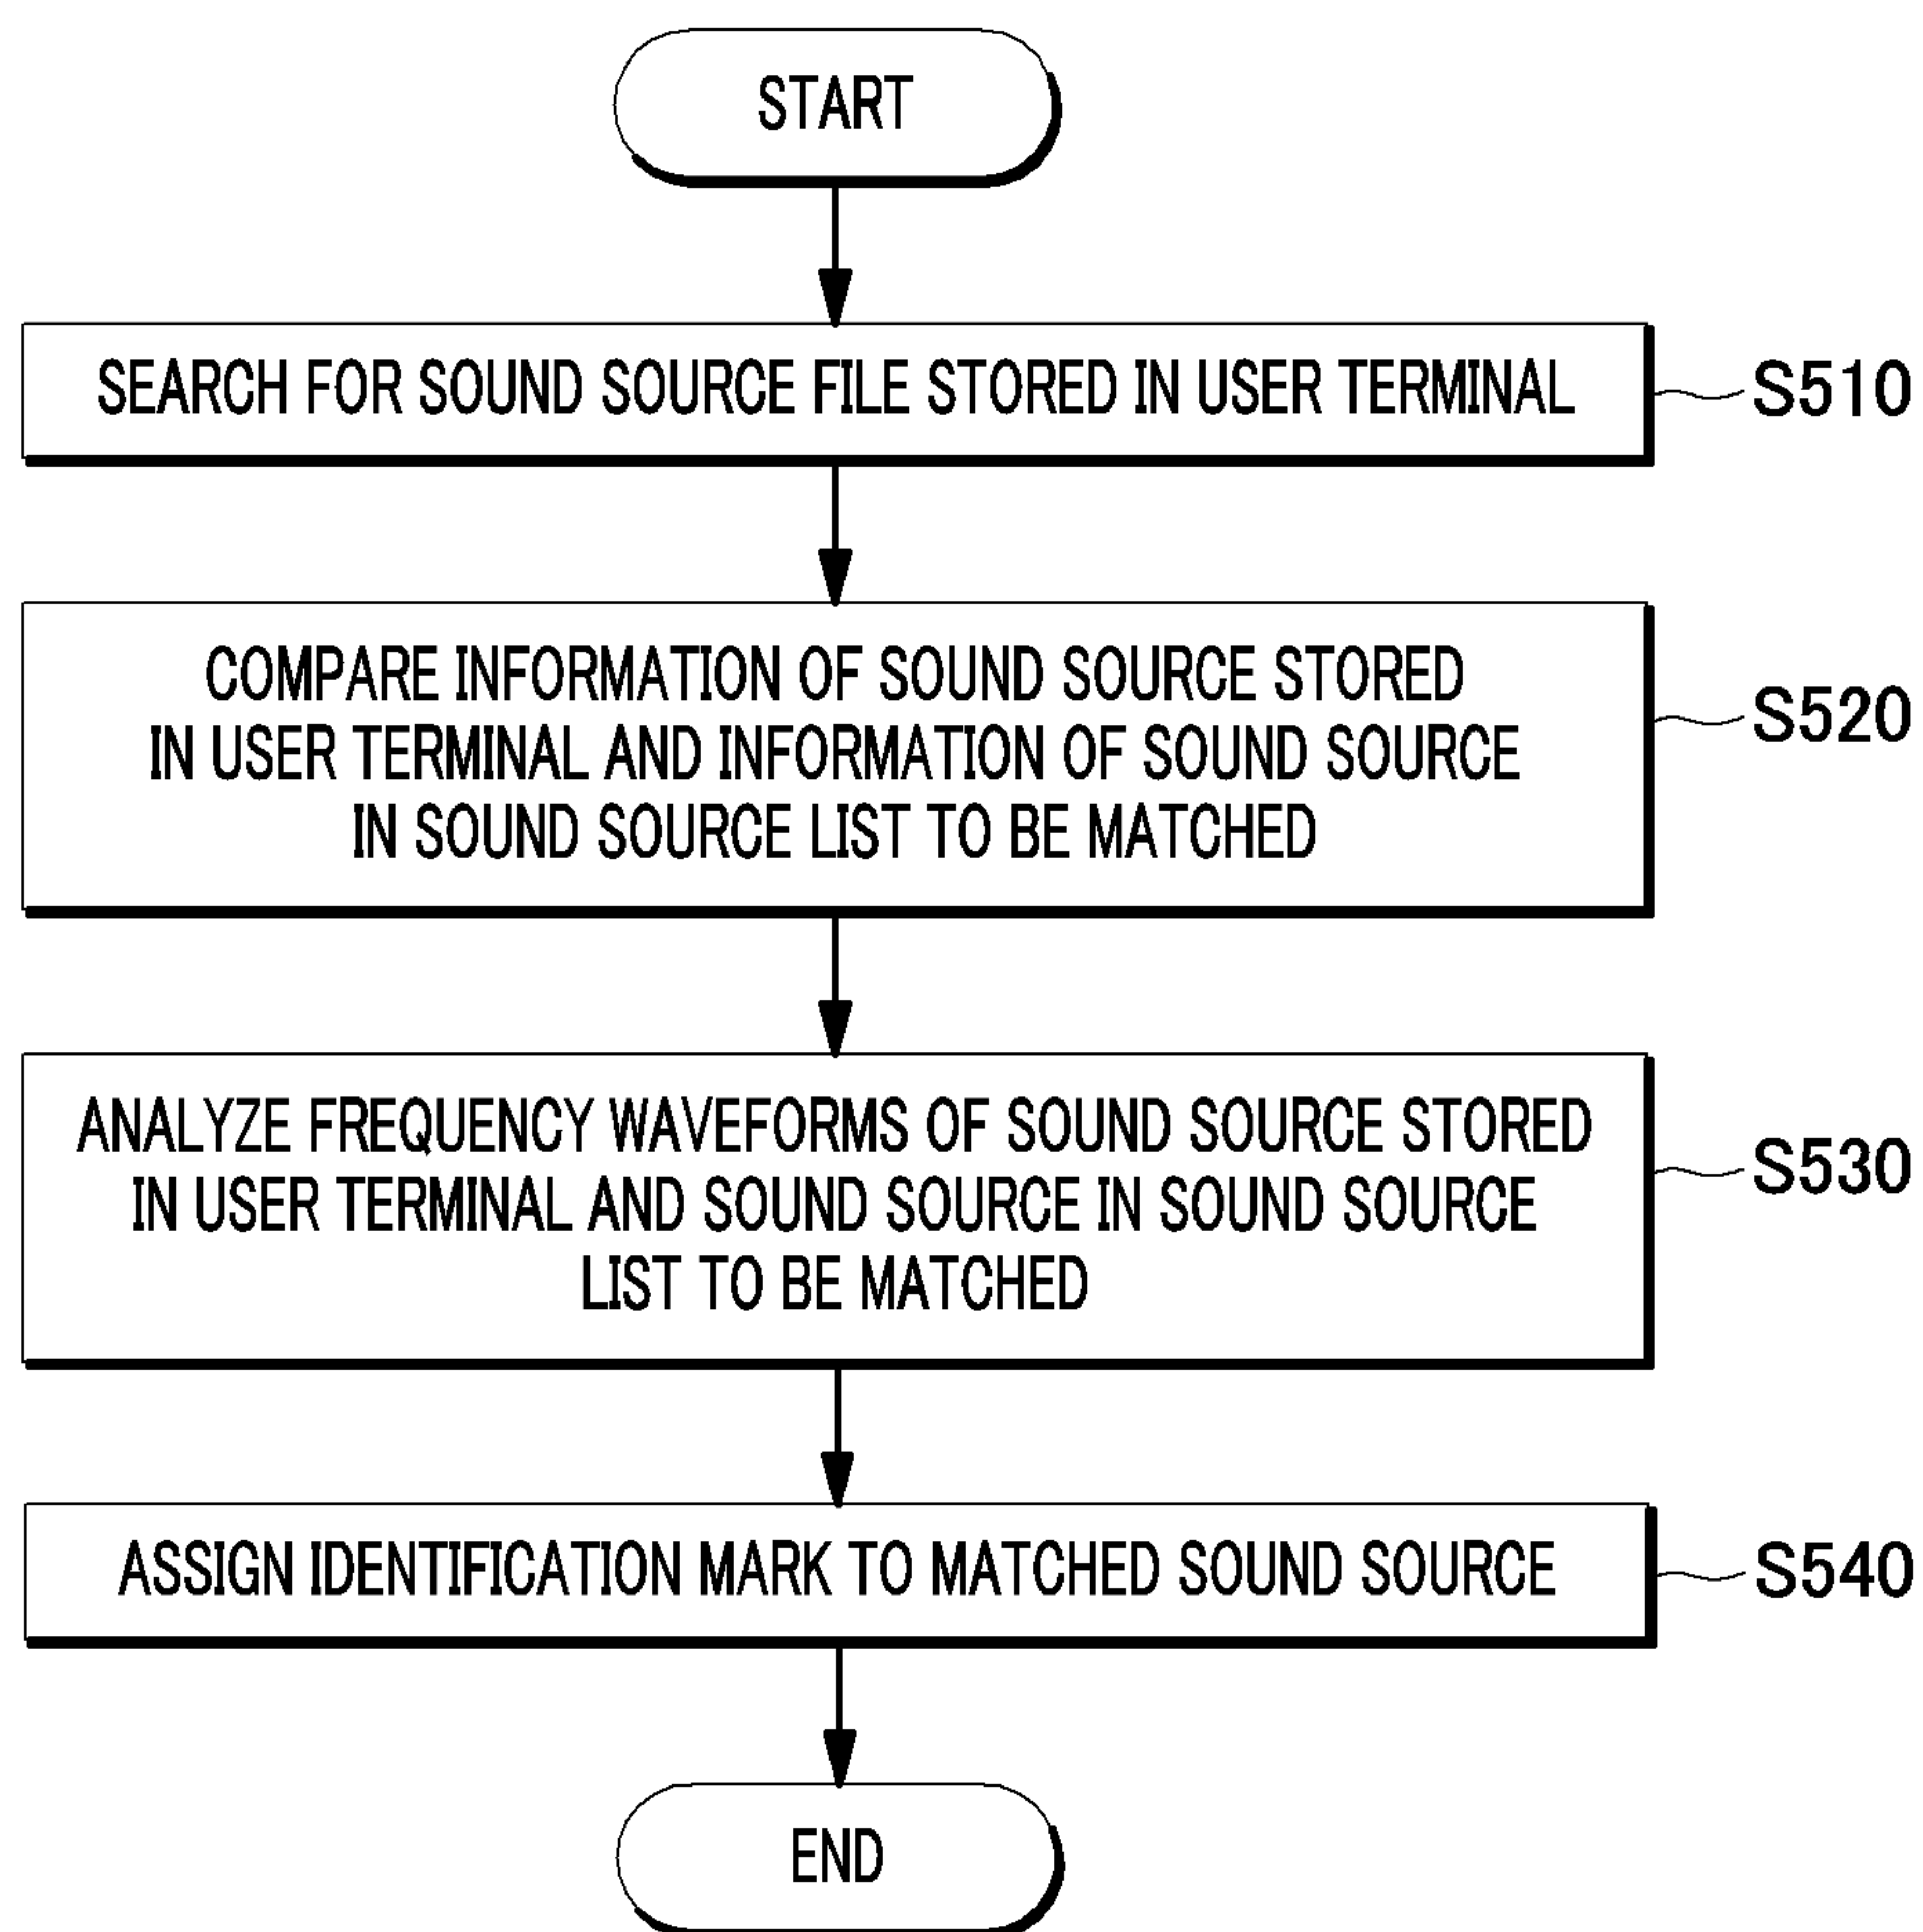 START
SEARCH FOR SOUND SOURCE FILE STORED IN USER TERMINAL
S510
COMPARE INFORMATION OF SOUND SOURCE STORED
IN USER TERMINAL AND INFORMATION OF SOUND SOURCE
IN SOUND SOURCE LIST TO BE MATCHED
S520
ANALYZE FREQUENCY WAVEFORMS OF SOUND SOURCE STORED
IN USER TERMINAL AND SOUND SOURCE IN SOUND SOURCE
LIST TO BE MATCHED
S530
ASSIGN IDENTIFICATION MARK TO MATCHED SOUND SOURCE
S540
END